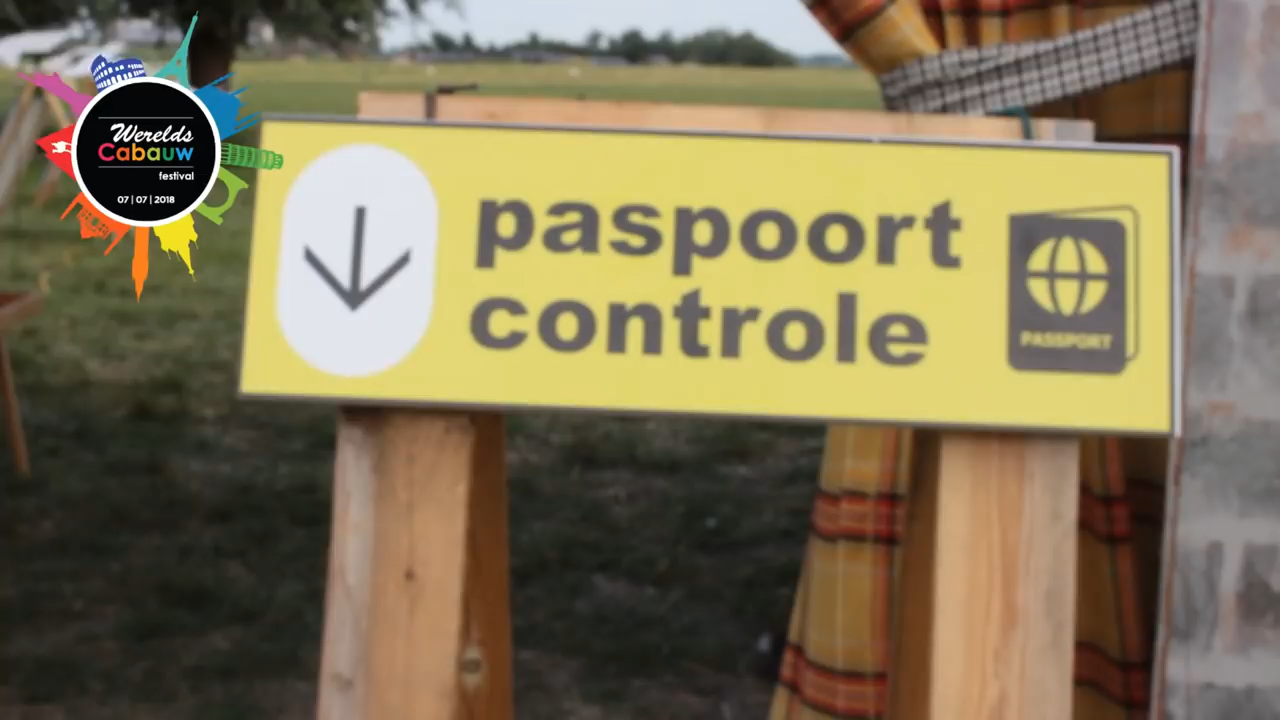 Werelds
Cabauw
festival
07 | 07 | 2018
paspoort
controle
PASSPORT